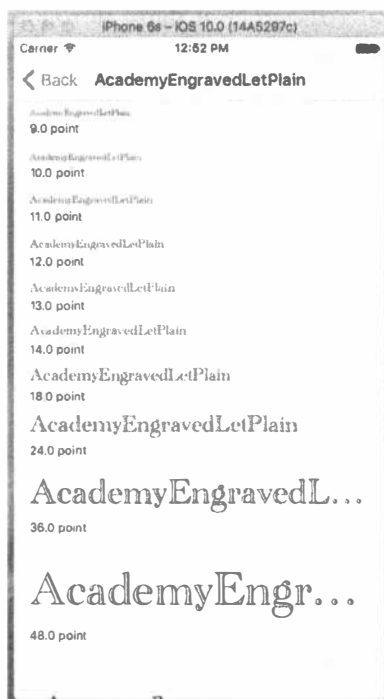 iPhone 6s – iOS 10.0 (14A5297c)
Carrier 12:52 PM
Back AcademyEngravedLetPlain
AcademyEngravedLetPlain
9.0 point
AcademyEngravedLetPlain
10.0 point
AcademyEngravedLetPlain
11.0 point
AcademyEngravedLetPlain
12.0 point
AcademyEngravedLetPlain
13.0 point
AcademyEngravedLetPlain
14.0 point
AcademyEngravedLetPlain
18.0 point
AcademyEngravedLetPlain
24.0 point
AcademyEngravedL...
36.0 point
AcademyEngr...
48.0 point